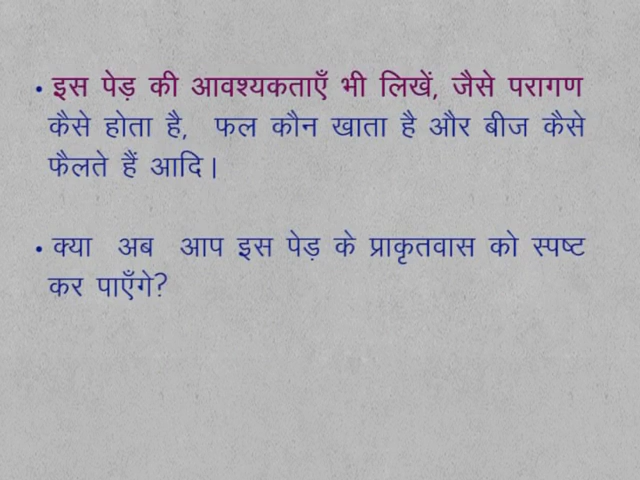 • इस पेड़ की आवश्यकताएँ भी लिखें, जैसे परागण
कैसे होता है, फल कौन खाता है और बीज कैसे
फैलते हैं आदि।
• क्या अब आप इस पेड़ के प्राकृतवास को स्पष्ट
कर पाएँगे?